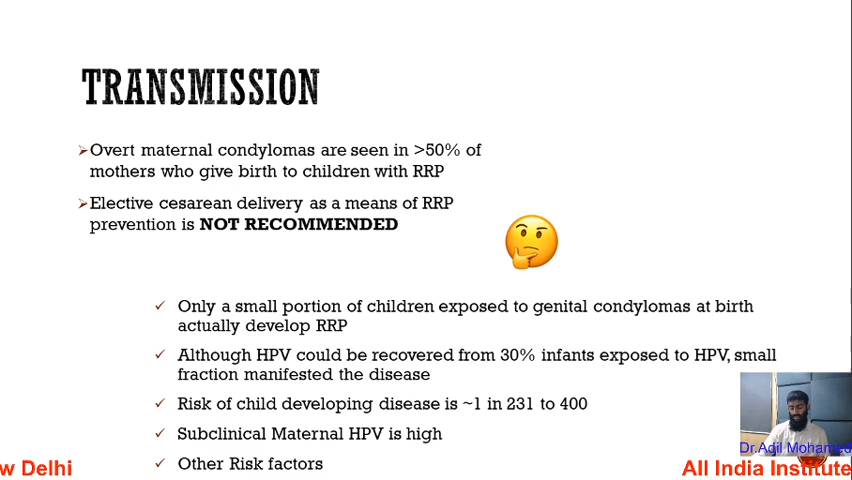 TRANSMISSION
Overt maternal condylomas are seen in >50% of
mothers who give birth to children with RRP
Elective cesarean delivery as a means of RRP
prevention is NOT RECOMMENDED
Only a small portion of children exposed to genital condylomas at birth
actually develop RRP
Although HPV could be recovered from 30% infants exposed to HPV, small
fraction manifested the disease
Risk of child developing disease is ~1 in 231 to 400
Subclinical Maternal HPV is high
Other Risk factors
Dr.Adil Mohamed
w Delhi
All India Institute